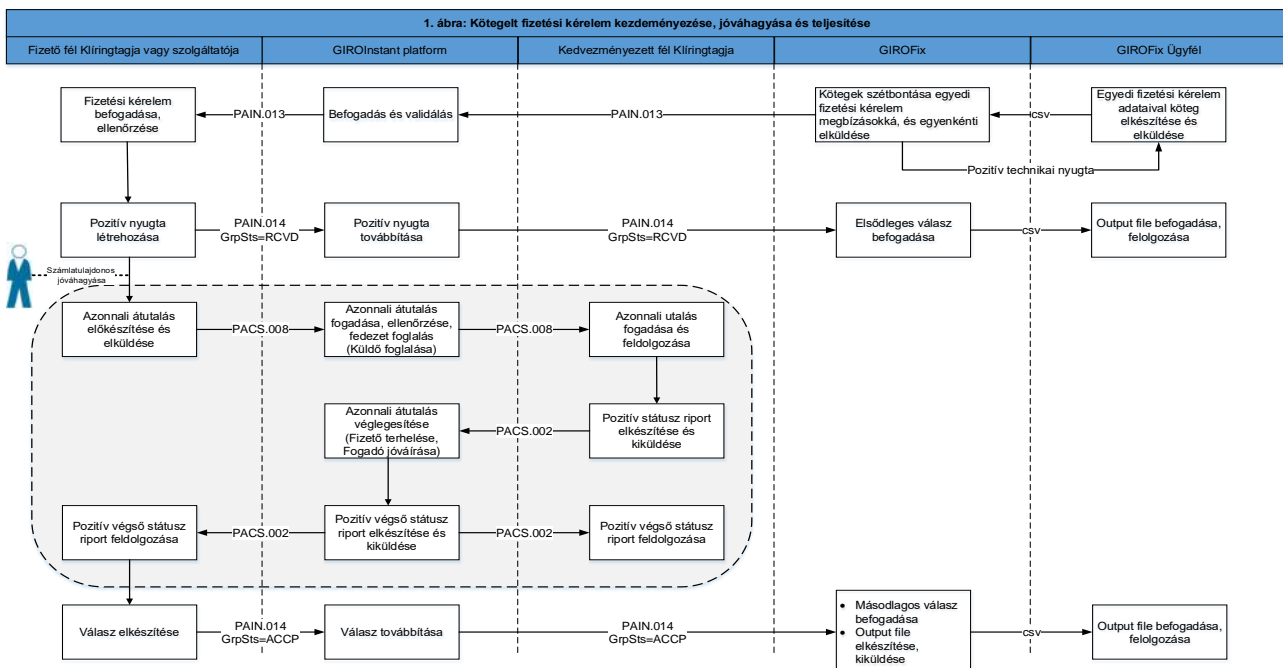 1. ábra: Kötegelt fizetési kérelem kezdeményezése, jóváhagyása és teljesítése
Fizető fél Klíringtagja vagy szolgáltatója
GIROInstant platform
Kedvezményezett fél Klíringtagja
GIROFix
GIROFix Ügyfél
Fizetési kérelem
befogadása,
ellenőrzése
PAIN.013
Befogadás és validálás
PAIN.013
Kötegek szétbontása egyedi
fizetési kérelem
megbízásokká, és egyenkénti
elküldése
csv
Egyedi fizetési kérelem
adataival köteg
elkészítése és
elküldése
Pozitív technikai nyugta
Pozitív nyugta
létrehozása
PAIN.014
GrpSts=RCVD
Pozitív nyugta
továbbítása
PAIN.014
GrpSts=RCVD
Elsődleges válasz
befogadása
csv
Output file befogadása,
felolgozása
Számlatulajdonos
jóváhagyása
Azonnali átutalás
előkészítése és
elküldése
PACS.008
Azonnali átutalás
fogadása, ellenőrzése,
fedezet foglalás
(Küldő foglalása)
PACS.008
Azonnali utalás
fogadása és
feldolgozása
Azonnali átutalás
véglegesítése
(Fizető terhelése,
Fogadó jóváírása)
PACS.002
Pozitív státusz riport
elkészítése és
kiküldése
Pozitív végső státusz
riport feldolgozása
PACS.002
Pozitív végső státusz
riport elkészítése és
kiküldése
PACS.002
Pozitív végső státusz
riport feldolgozása
Válasz elkészítése
PAIN.014
GrpSts=ACCP
Válasz továbbítása
PAIN.014
GrpSts=ACCP
• Másodlagos válasz
befogadása
• Output file
elkészítése,
kiküldése
csv
Output file befogadása,
felolgozása